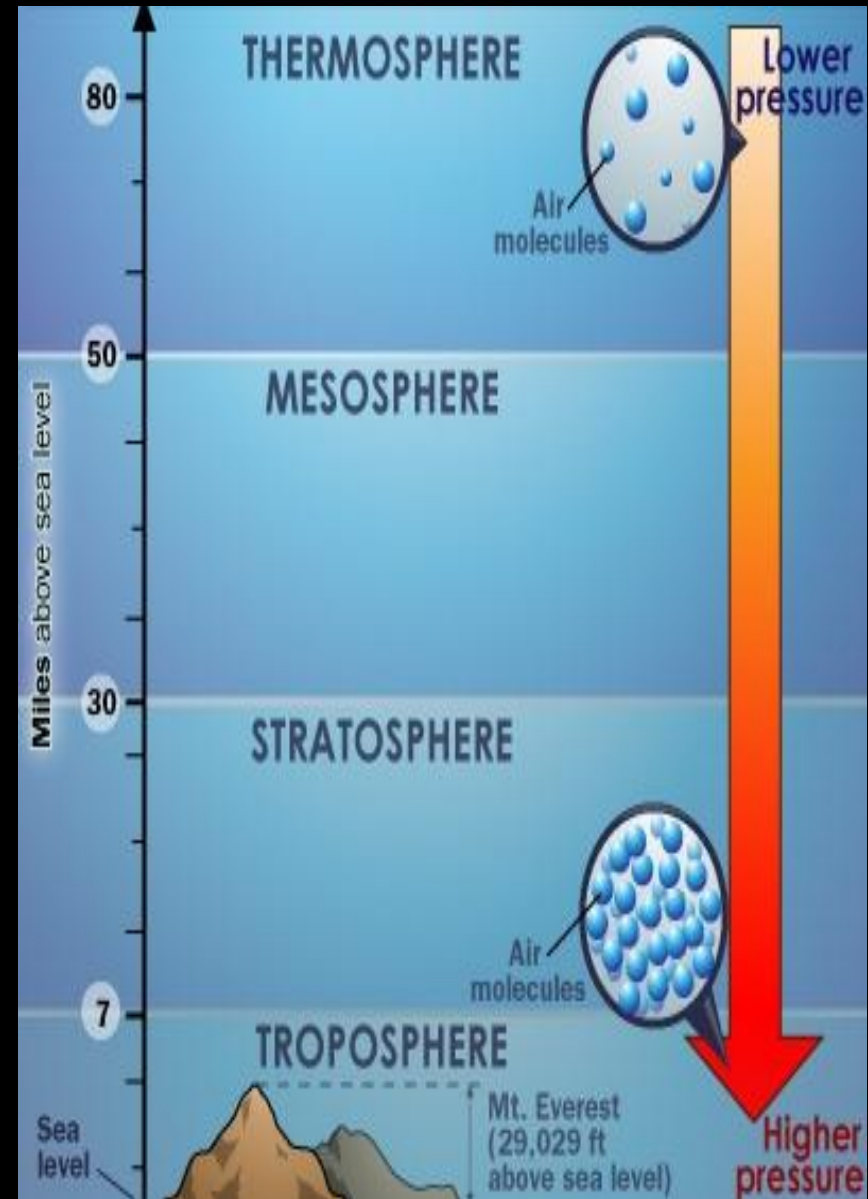 THERMOSPHERE
Lower
pressure
80
Air
molecules
50
MESOSPHERE
Miles above sea level
30
STRATOSPHERE
Air
molecules
7
TROPOSPHERE
Mt. Everest
(29,029 ft
above sea level)
Sea
level
Higher
pressure